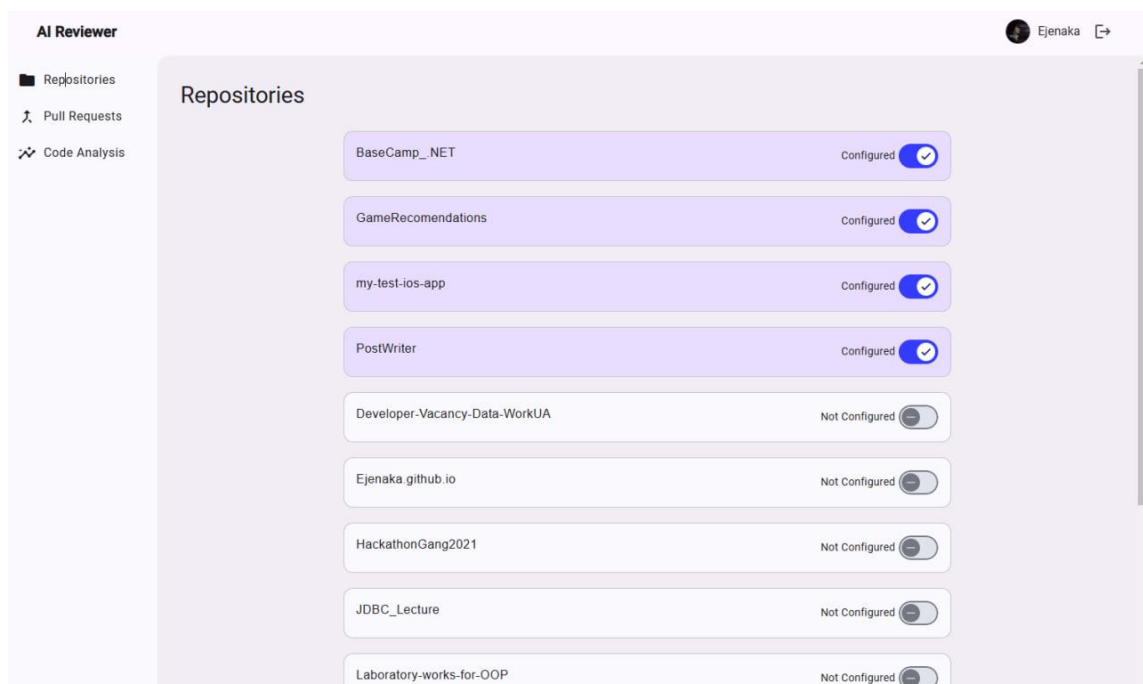 AI Reviewer
Ejenaka
Repositories
Pull Requests
Code Analysis
Repositories
BaseCamp_.NET Configured
GameRecomendations Configured
my-test-ios-app Configured
PostWriter Configured
Developer-Vacancy-Data-WorkUA Not Configured
Ejenaka.github.io Not Configured
HackathonGang2021 Not Configured
JDBC_Lecture Not Configured
Laboratory-works-for-OOP Not Configured